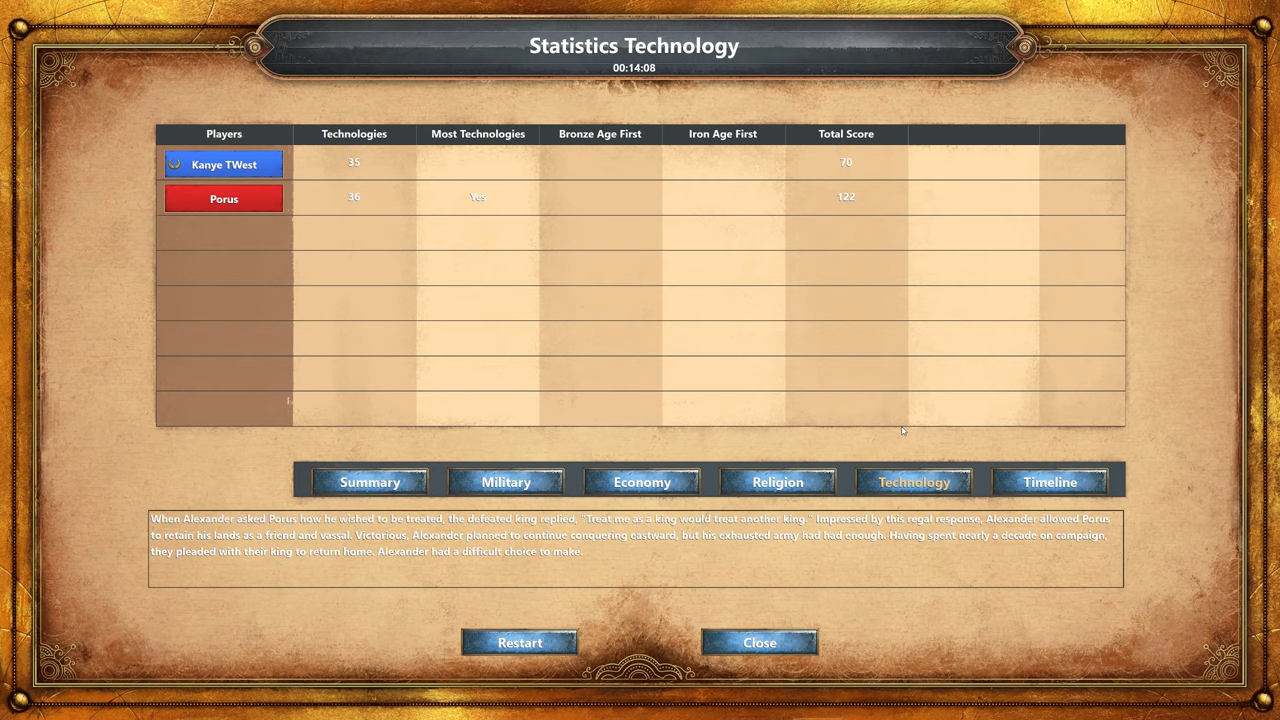 Statistics Technology
00:14:08
Players Technologies Most Technologies Bronze Age First Iron Age First Total Score
Kanye TWest 35 70
Porus 36 Yes 122
Summary Military Economy Religion Technology Timeline
When Alexander asked Porus how he wished to be treated, the defeated king replied, "Treat me as a king would treat another king." Impressed by this regal response, Alexander allowed Porus
to retain his lands as a friend and vassal. Victorious, Alexander planned to continue conquering eastward, but his exhausted army had had enough. Having spent nearly a decade on campaign,
they pleaded with their king to return home. Alexander had a difficult choice to make.
Restart Close